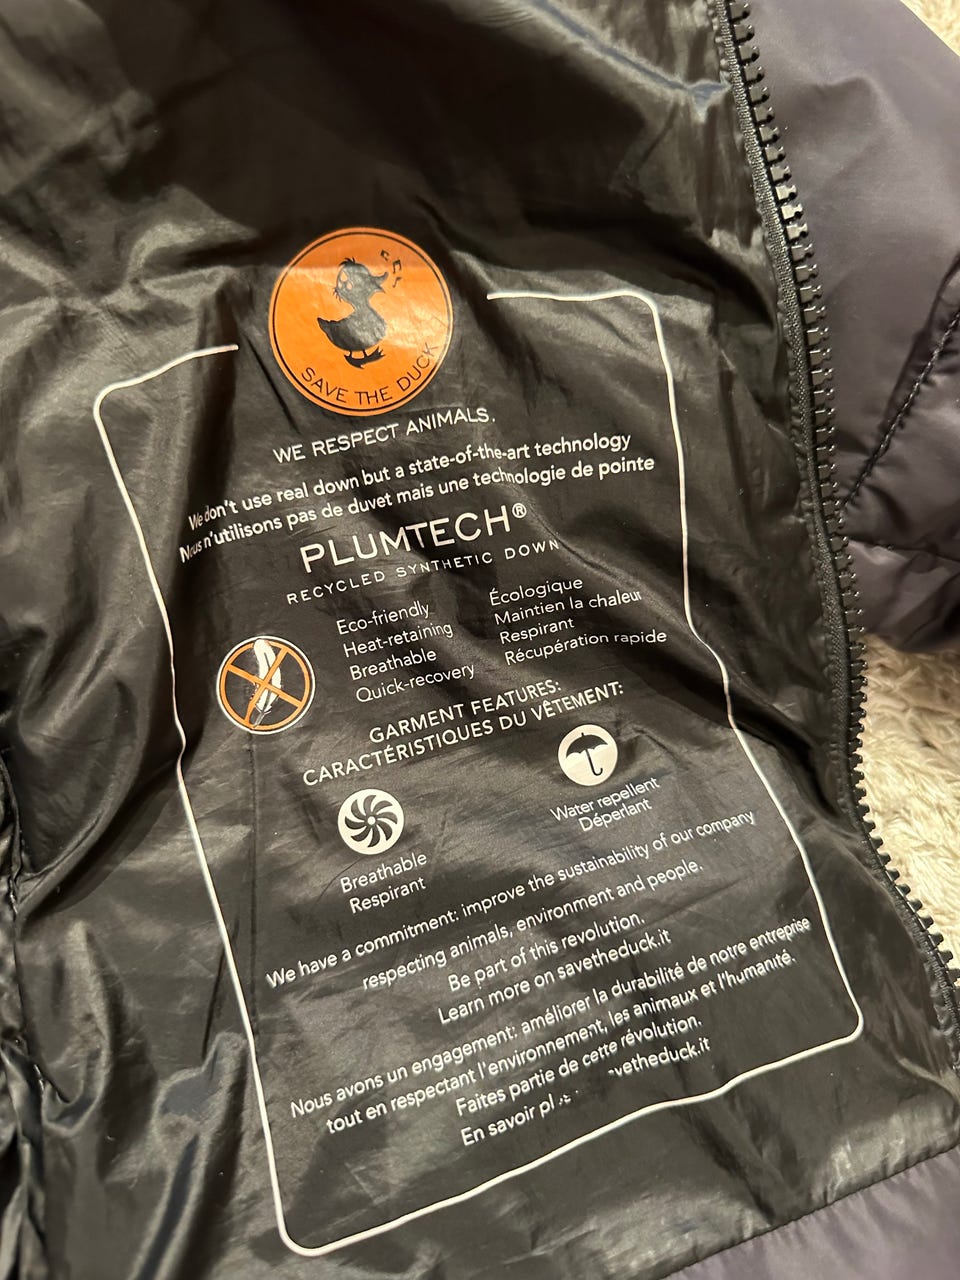 SAVE THE DUCK
WE RESPECT ANIMALS.
We don't use real down but a state-of-the-art technology
Nous n'utilisons pas de duvet mais une technologie de pointe
PLUMTECH®
RECYCLED SYNTHETIC DOWN
Eco-friendly
Heat-retaining
Breathable
Quick-recovery
Écologique
Maintien la chaleur
Respirant
Récupération rapide
GARMENT FEATURES:
CARACTÉRISTIQUES DU VÊTEMENT:
Breathable
Respirant
Water repellent
Déperlant
We have a commitment: improve the sustainability of our company
respecting animals, environment and people.
Be part of this revolution.
Learn more on savetheduck.it
Nous avons un engagement: améliorer la durabilité de notre entreprise
tout en respectant l'environnement, les animaux et l'humanité.
Faites partie de cette révolution.
En savoir